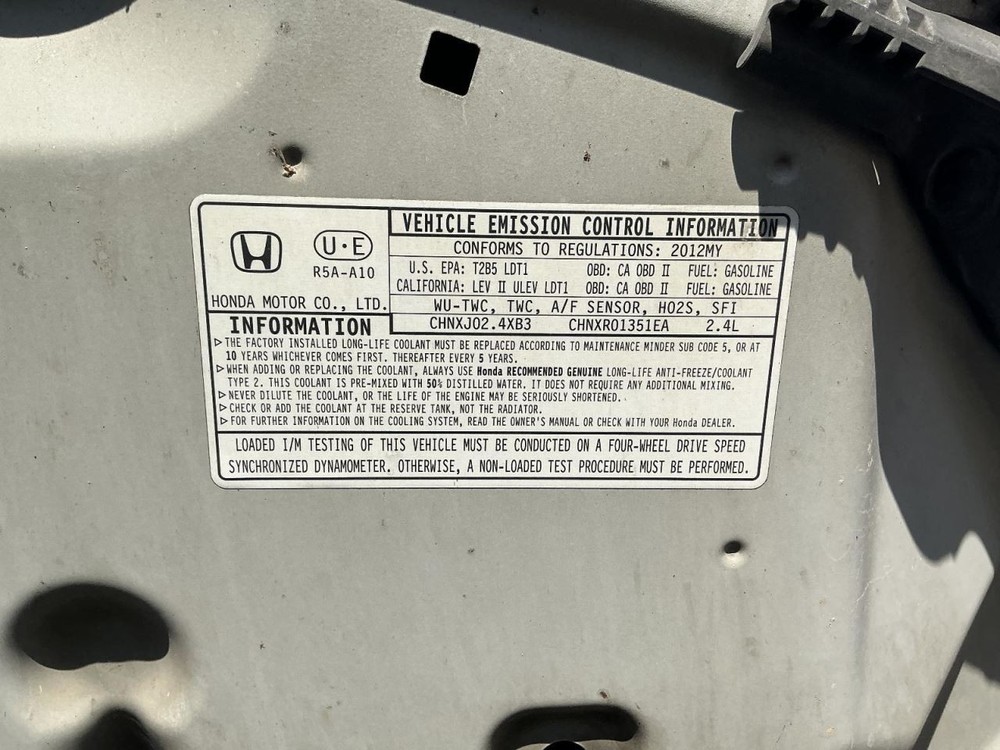 VEHICLE EMISSION CONTROL INFORMATION
CONFORMS TO REGULATIONS: 2012MY
U·E
R5A-A10
U.S. EPA: T2B5 LDT1 OBD: CA OBD II FUEL: GASOLINE
CALIFORNIA: LEV II ULEV LDT1 OBD: CA OBD II FUEL: GASOLINE
HONDA MOTOR CO., LTD.
WU-TWC, TWC, A/F SENSOR, HO2S, SFI
CHNXJ02.4XB3 CHNXR01351EA 2.4L
INFORMATION
▷THE FACTORY INSTALLED LONG-LIFE COOLANT MUST BE REPLACED ACCORDING TO MAINTENANCE MINDER SUB CODE 5, OR AT
10 YEARS WHICHEVER COMES FIRST. THEREAFTER EVERY 5 YEARS.
▷WHEN ADDING OR REPLACING THE COOLANT, ALWAYS USE Honda RECOMMENDED GENUINE LONG-LIFE ANTI-FREEZE/COOLANT
TYPE 2. THIS COOLANT IS PRE-MIXED WITH 50% DISTILLED WATER. IT DOES NOT REQUIRE ANY ADDITIONAL MIXING.
▷NEVER DILUTE THE COOLANT, OR THE LIFE OF THE ENGINE MAY BE SERIOUSLY SHORTENED.
▷CHECK OR ADD THE COOLANT AT THE RESERVE TANK, NOT THE RADIATOR.
▷FOR FURTHER INFORMATION ON THE COOLING SYSTEM, READ THE OWNER'S MANUAL OR CHECK WITH YOUR Honda DEALER.
LOADED I/M TESTING OF THIS VEHICLE MUST BE CONDUCTED ON A FOUR-WHEEL DRIVE SPEED
SYNCHRONIZED DYNAMOMETER. OTHERWISE, A NON-LOADED TEST PROCEDURE MUST BE PERFORMED.